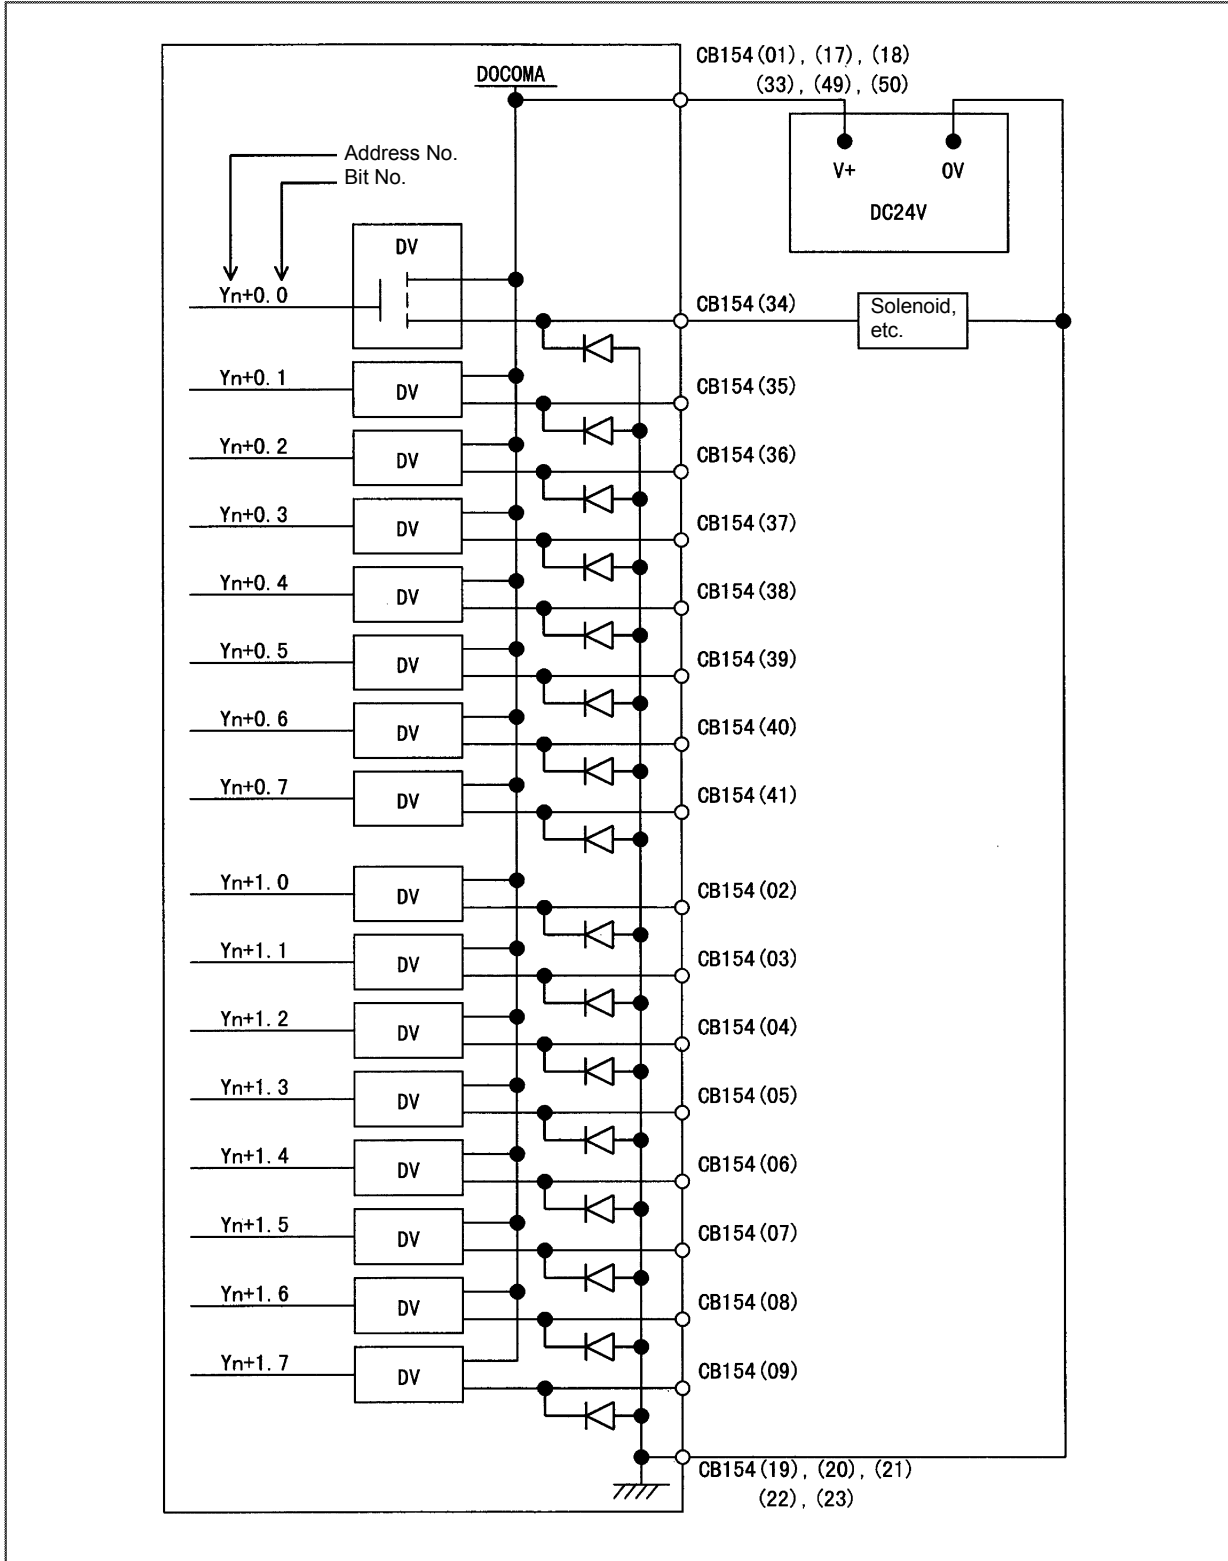 CB154(01), (17), (18)
(33), (49), (50)
DOCOMA
V+
0V
DC24V
Address No.
Bit No.
DV
Yn+0.0
CB154(34)
Solenoid,
etc.
Yn+0.1
DV
CB154(35)
Yn+0.2
DV
CB154(36)
Yn+0.3
DV
CB154(37)
Yn+0.4
DV
CB154(38)
Yn+0.5
DV
CB154(39)
Yn+0.6
DV
CB154(40)
Yn+0.7
DV
CB154(41)
Yn+1.0
DV
CB154(02)
Yn+1.1
DV
CB154(03)
Yn+1.2
DV
CB154(04)
Yn+1.3
DV
CB154(05)
Yn+1.4
DV
CB154(06)
Yn+1.5
DV
CB154(07)
Yn+1.6
DV
CB154(08)
Yn+1.7
DV
CB154(09)
CB154(19), (20), (21)
(22), (23)